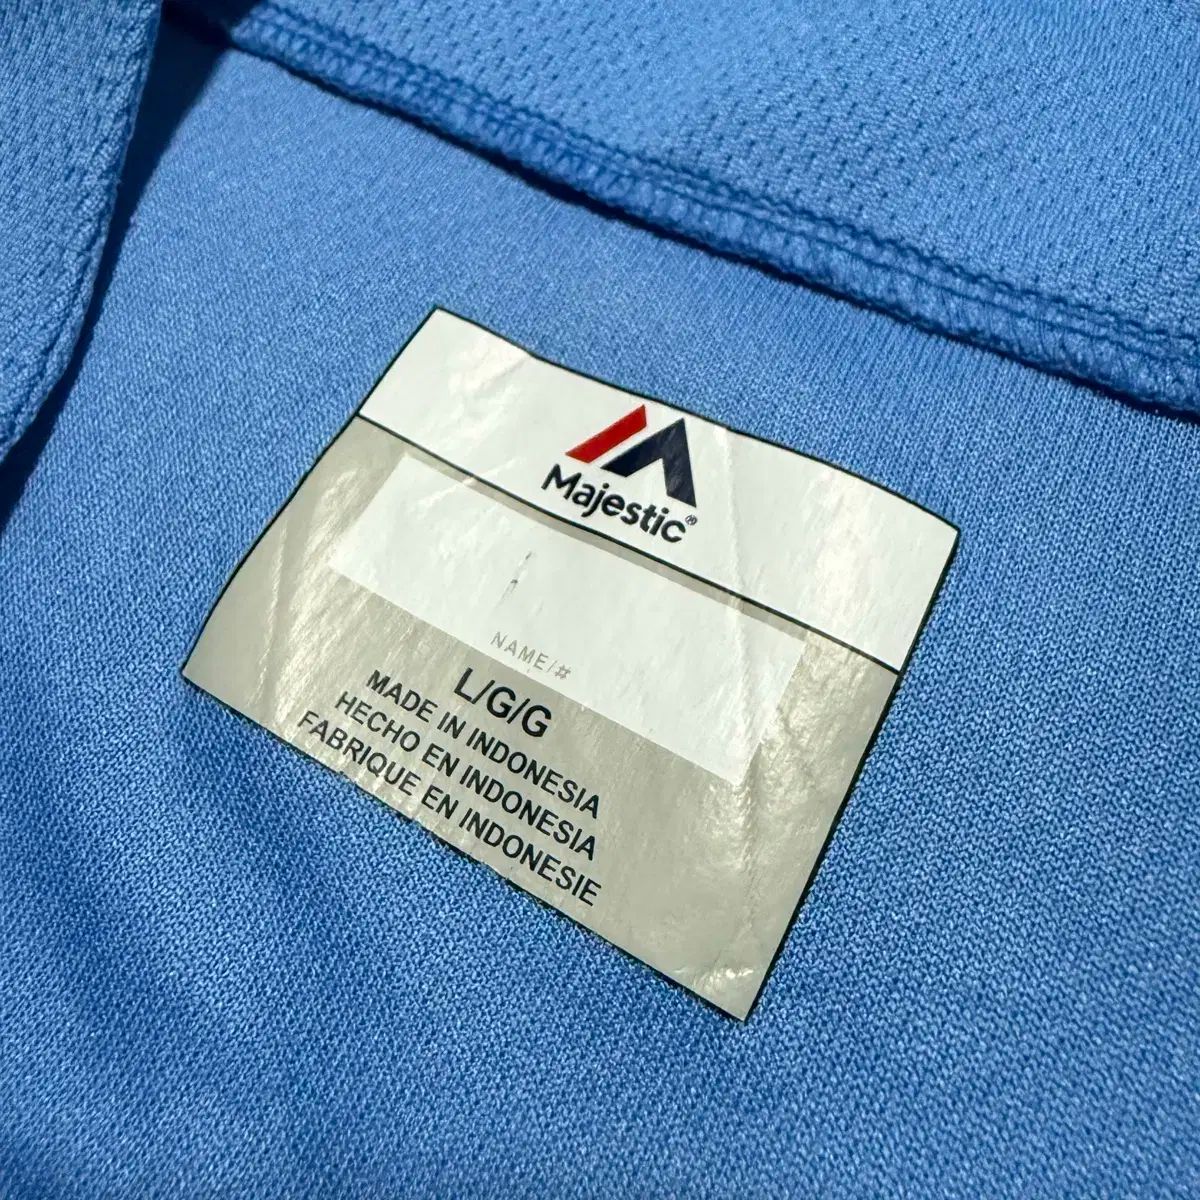 Majestic®
NAME/#
L/G/G
MADE IN INDONESIA
HECHO EN INDONESIA
FABRIQUE EN INDONESIE